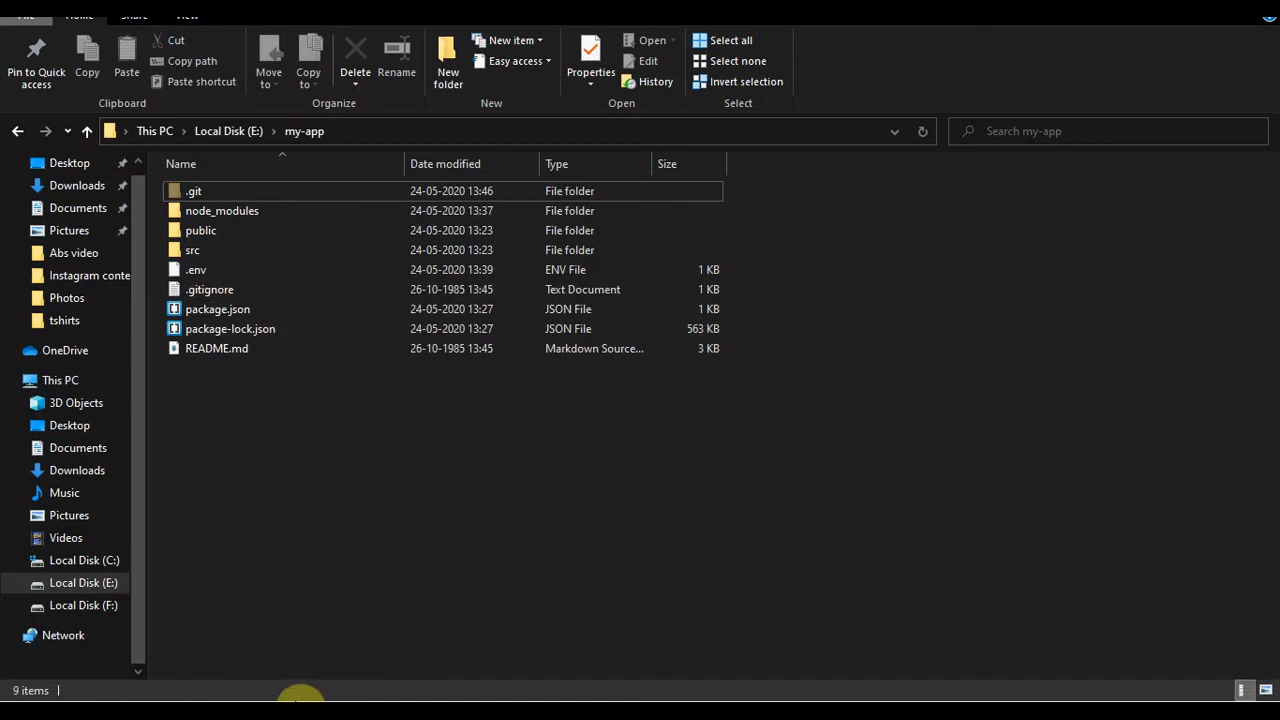 File Home Share View
Pin to Quick access
Copy
Paste
Cut
Copy path
Paste shortcut
Clipboard
Move to
Copy to
Delete
Rename
Organize
New folder
New item
Easy access
New
Properties
Open
Edit
History
Open
Select all
Select none
Invert selection
Select
This PC > Local Disk (E:) > my-app
Search my-app
Desktop
Downloads
Documents
Pictures
Abs video
Instagram conte
Photos
tshirts
OneDrive
This PC
3D Objects
Desktop
Documents
Downloads
Music
Pictures
Videos
Local Disk (C:)
Local Disk (E:)
Local Disk (F:)
Network
Name Date modified Type Size
.git 24-05-2020 13:46 File folder
node_modules 24-05-2020 13:37 File folder
public 24-05-2020 13:23 File folder
src 24-05-2020 13:23 File folder
.env 24-05-2020 13:39 ENV File 1 KB
.gitignore 26-10-1985 13:45 Text Document 1 KB
package.json 24-05-2020 13:27 JSON File 1 KB
package-lock.json 24-05-2020 13:27 JSON File 563 KB
README.md 26-10-1985 13:45 Markdown Source... 3 KB
9 items